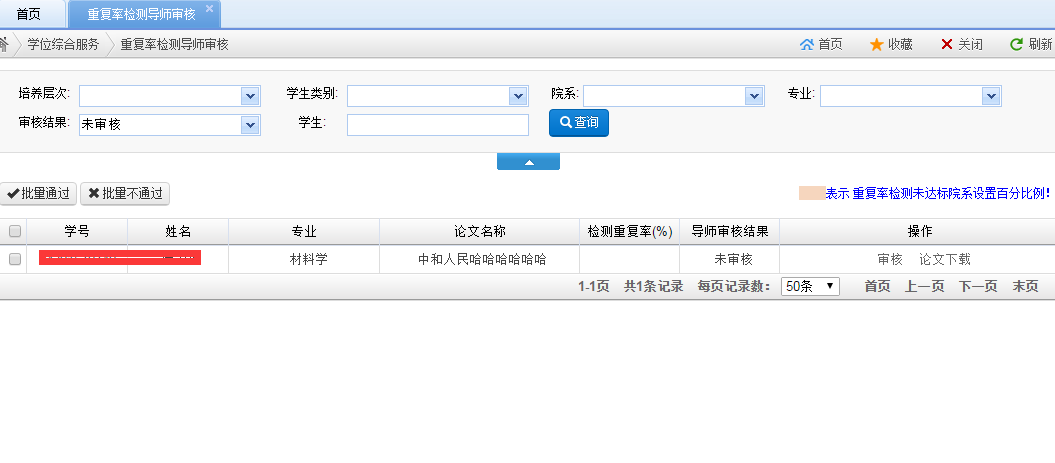 首页 重复率检测导师审核
学位综合服务 重复率检测导师审核 首页 收藏 关闭 刷新
培养层次: 学生类别: 院系: 专业:
审核结果: 未审核 学生: 查询
批量通过 批量不通过 表示 重复率检测未达标院系设置百分比例!
学号 姓名 专业 论文名称 检测重复率(%) 导师审核结果 操作
材料学 中和人民哈哈哈哈哈哈 未审核 审核 论文下载
1-1页 共1条记录 每页记录数: 50条 首页 上一页 下一页 末页